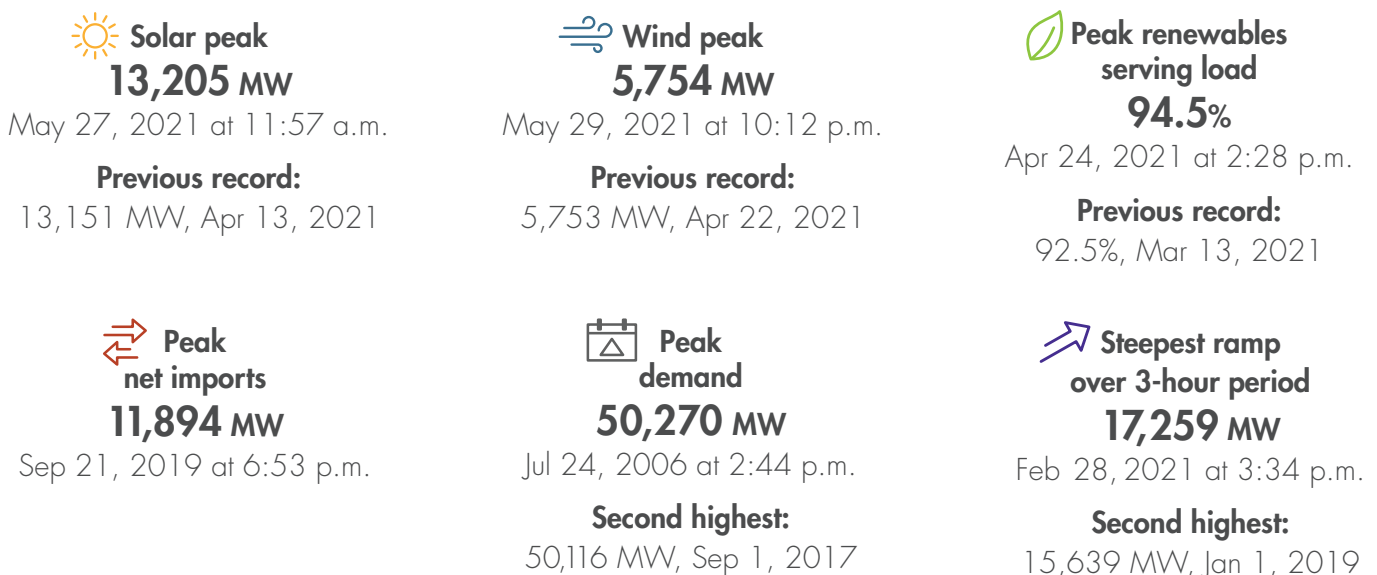 Solar peak
13,205 MW
May 27, 2021 at 11:57 a.m.
Previous record:
13,151 MW, Apr 13, 2021
Wind peak
5,754 MW
May 29, 2021 at 10:12 p.m.
Previous record:
5,753 MW, Apr 22, 2021
Peak renewables
serving load
94.5%
Apr 24, 2021 at 2:28 p.m.
Previous record:
92.5%, Mar 13, 2021
Peak
net imports
11,894 MW
Sep 21, 2019 at 6:53 p.m.
Peak
demand
50,270 MW
Jul 24, 2006 at 2:44 p.m.
Second highest:
50,116 MW, Sep 1, 2017
Steepest ramp
over 3-hour period
17,259 MW
Feb 28, 2021 at 3:34 p.m.
Second highest:
15,639 MW, Jan 1, 2019